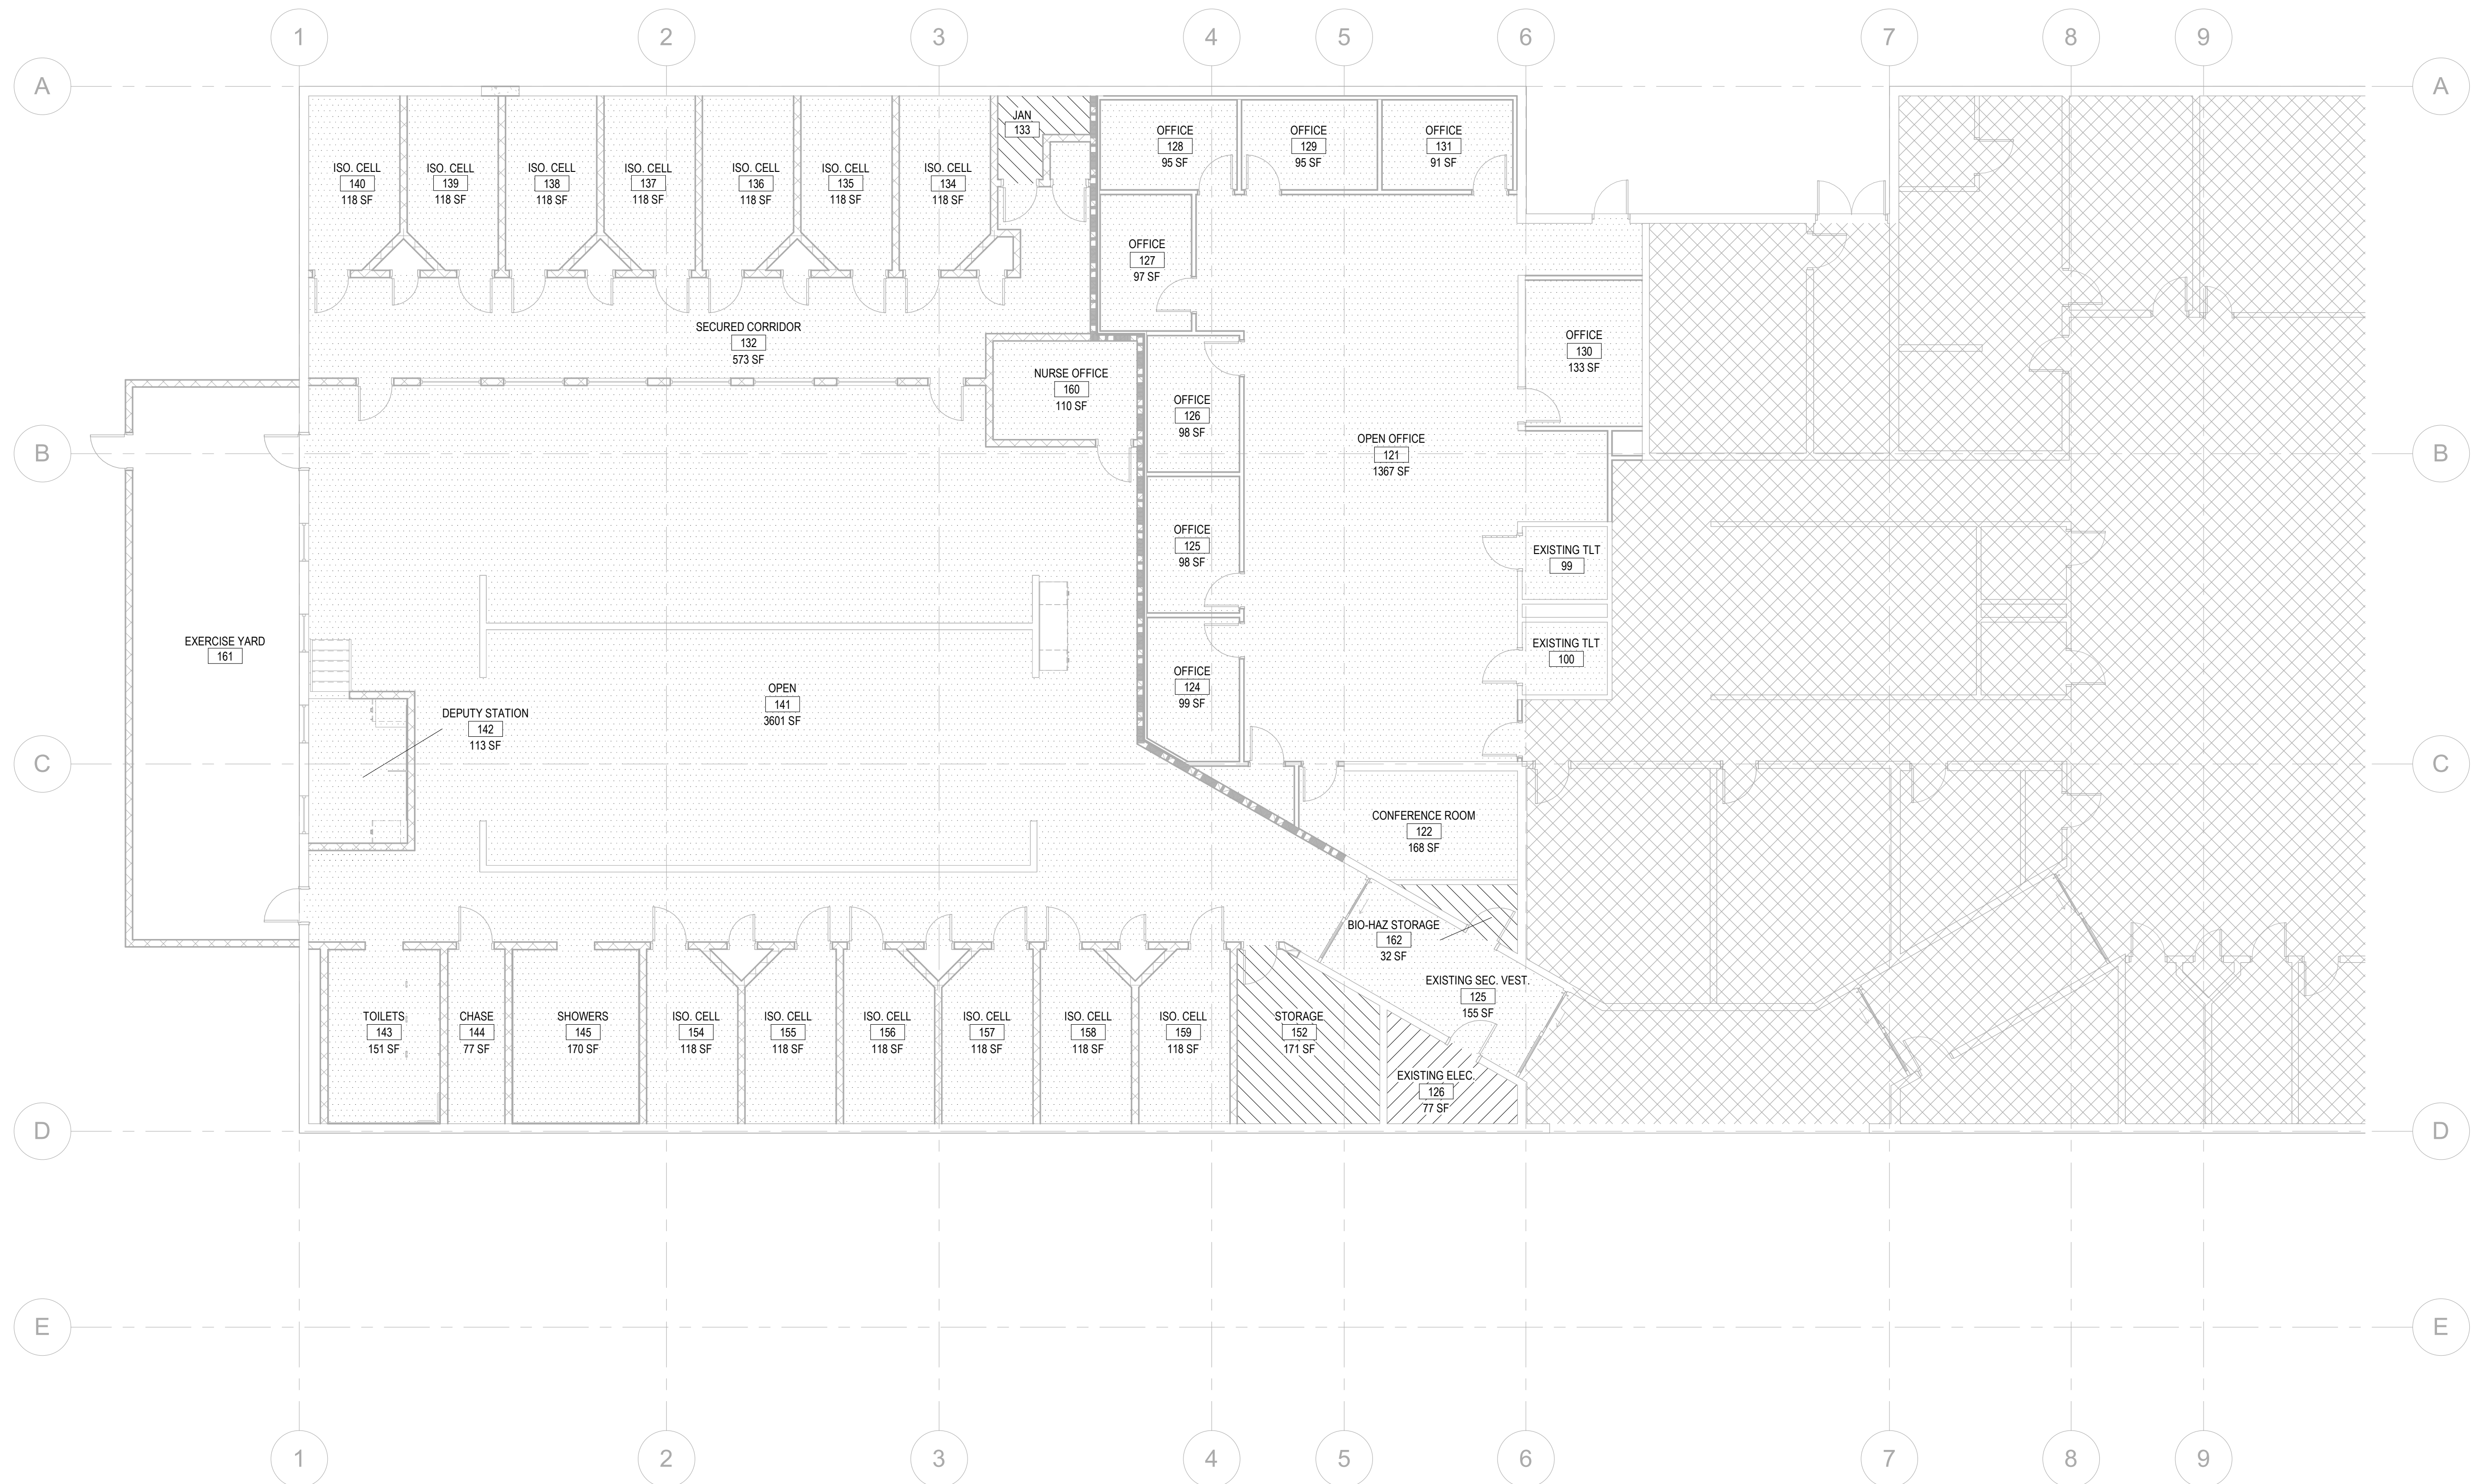 1 2 3 4 5 6 7 8 9
A A
JAN
133
OFFICE
128
95 SF
OFFICE
129
95 SF
OFFICE
131
91 SF
ISO. CELL
140
118 SF
ISO. CELL
139
118 SF
ISO. CELL
138
118 SF
ISO. CELL
137
118 SF
ISO. CELL
136
118 SF
ISO. CELL
135
118 SF
ISO. CELL
134
118 SF
OFFICE
127
97 SF
SECURED CORRIDOR
132
573 SF
OFFICE
130
133 SF
NURSE OFFICE
160
110 SF
OFFICE
126
98 SF
OPEN OFFICE
121
1367 SF
B B
OFFICE
125
98 SF
EXISTING TLT
99
EXERCISE YARD
161
EXISTING TLT
100
OFFICE
124
99 SF
OPEN
141
3601 SF
DEPUTY STATION
142
113 SF
C C
CONFERENCE ROOM
122
168 SF
BIO-HAZ STORAGE
162
32 SF
EXISTING SEC. VEST.
125
155 SF
TOILETS
143
151 SF
CHASE
144
77 SF
SHOWERS
145
170 SF
ISO. CELL
154
118 SF
ISO. CELL
155
118 SF
ISO. CELL
156
118 SF
ISO. CELL
157
118 SF
ISO. CELL
158
118 SF
ISO. CELL
159
118 SF
STORAGE
152
171 SF
EXISTING ELEC.
126
77 SF
D D
E E
1 2 3 4 5 6 7 8 9